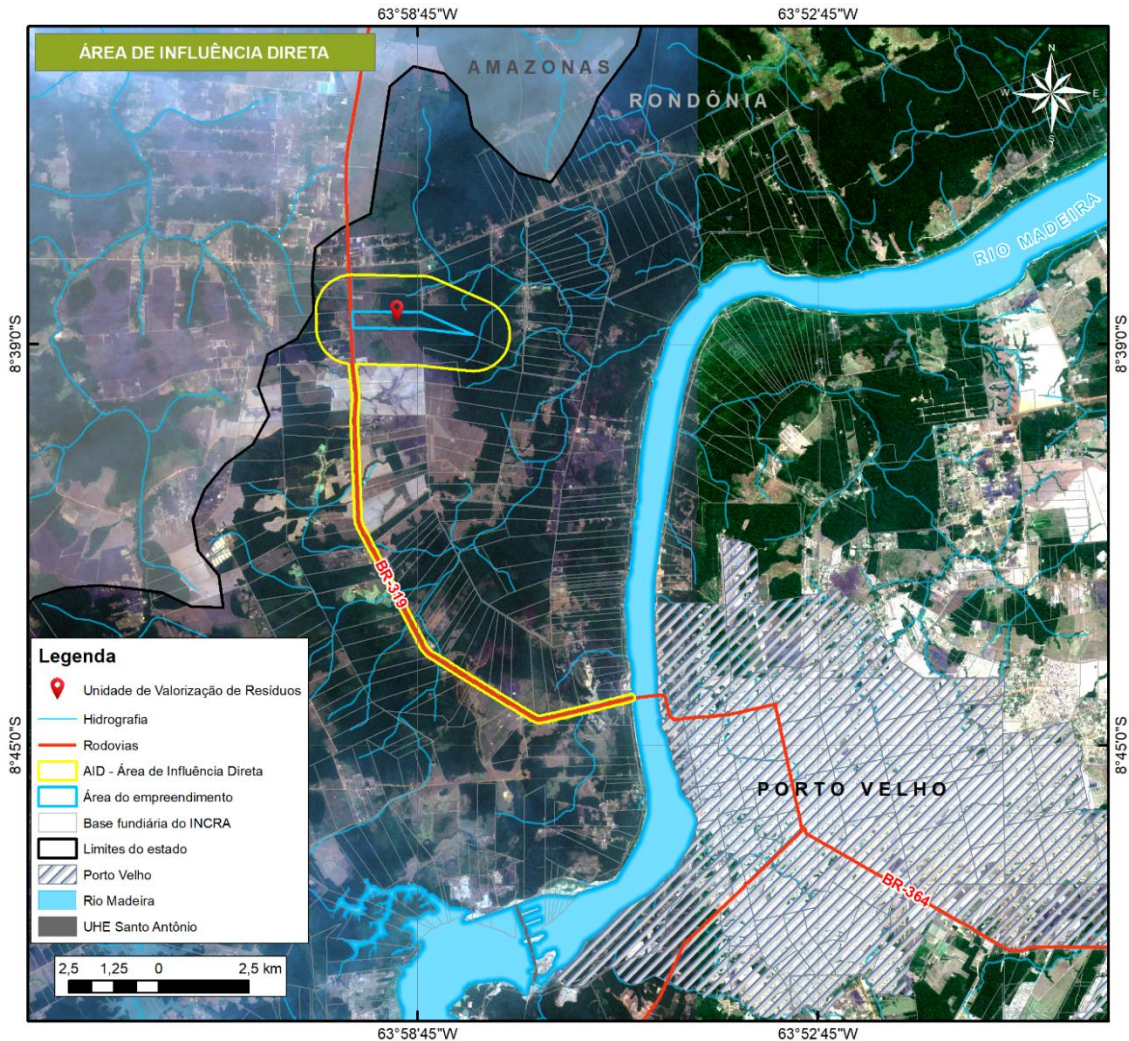 63°58'45"W
63°52'45"W
ÁREA DE INFLUÊNCIA DIRETA
AMAZONAS
RONDÔNIA
N
W
E
S
RIO MADEIRA
8°39'0"S
8°39'0"S
BR-319
Legenda
Unidade de Valorização de Resíduos
Hidrografia
Rodovias
AID - Área de Influência Direta
Área do empreendimento
Base fundiária do INCRA
Limites do estado
Porto Velho
Rio Madeira
UHE Santo Antônio
8°45'0"S
8°45'0"S
PORTO VELHO
BR-364
2,5 1,25 0 2,5 km
63°58'45"W
63°52'45"W